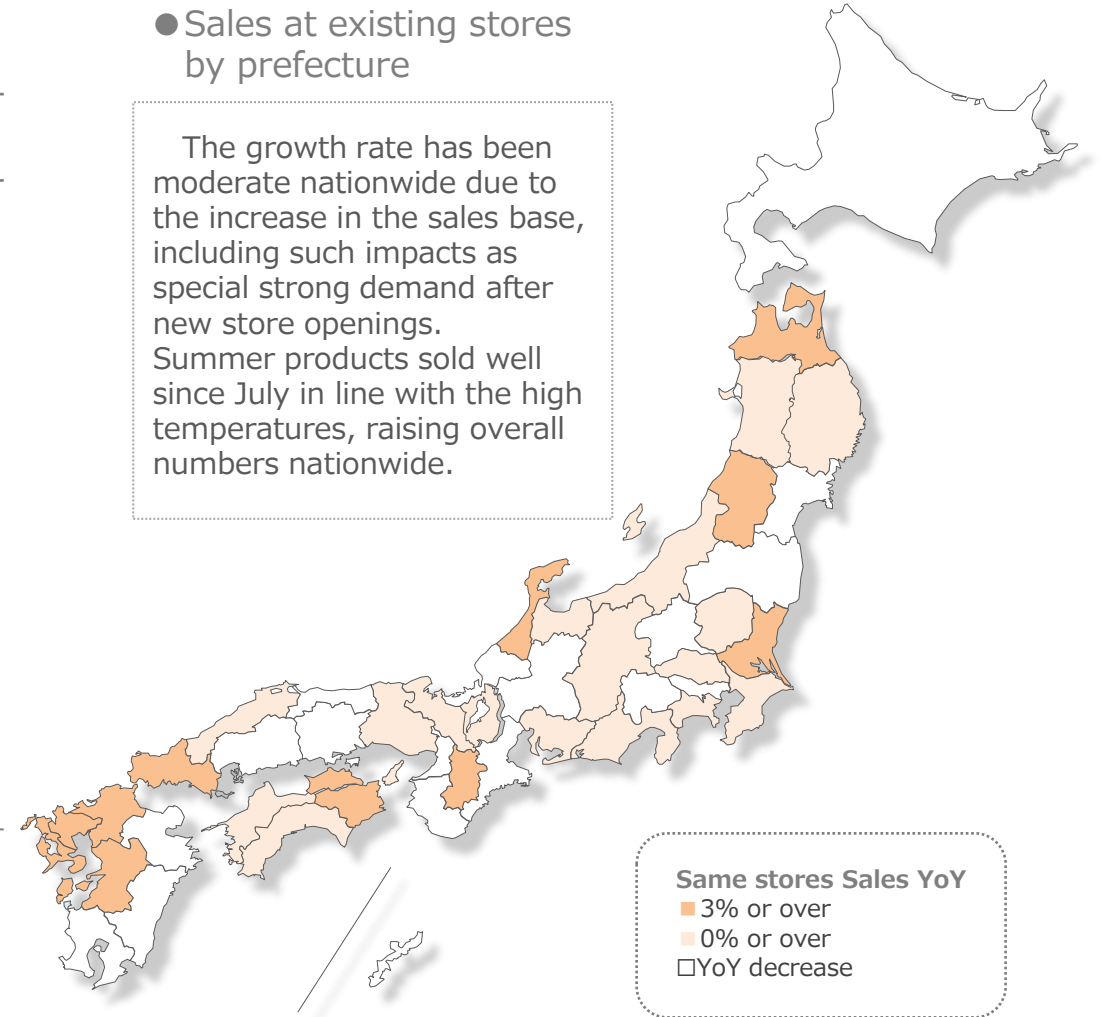 ●Sales at existing stores
by prefecture
The growth rate has been
moderate nationwide due to
the increase in the sales base,
including such impacts as
special strong demand after
new store openings.
Summer products sold well
since July in line with the high
temperatures, raising overall
numbers nationwide.
Same stores Sales YoY
■3% or over
■0% or over
□YoY decrease